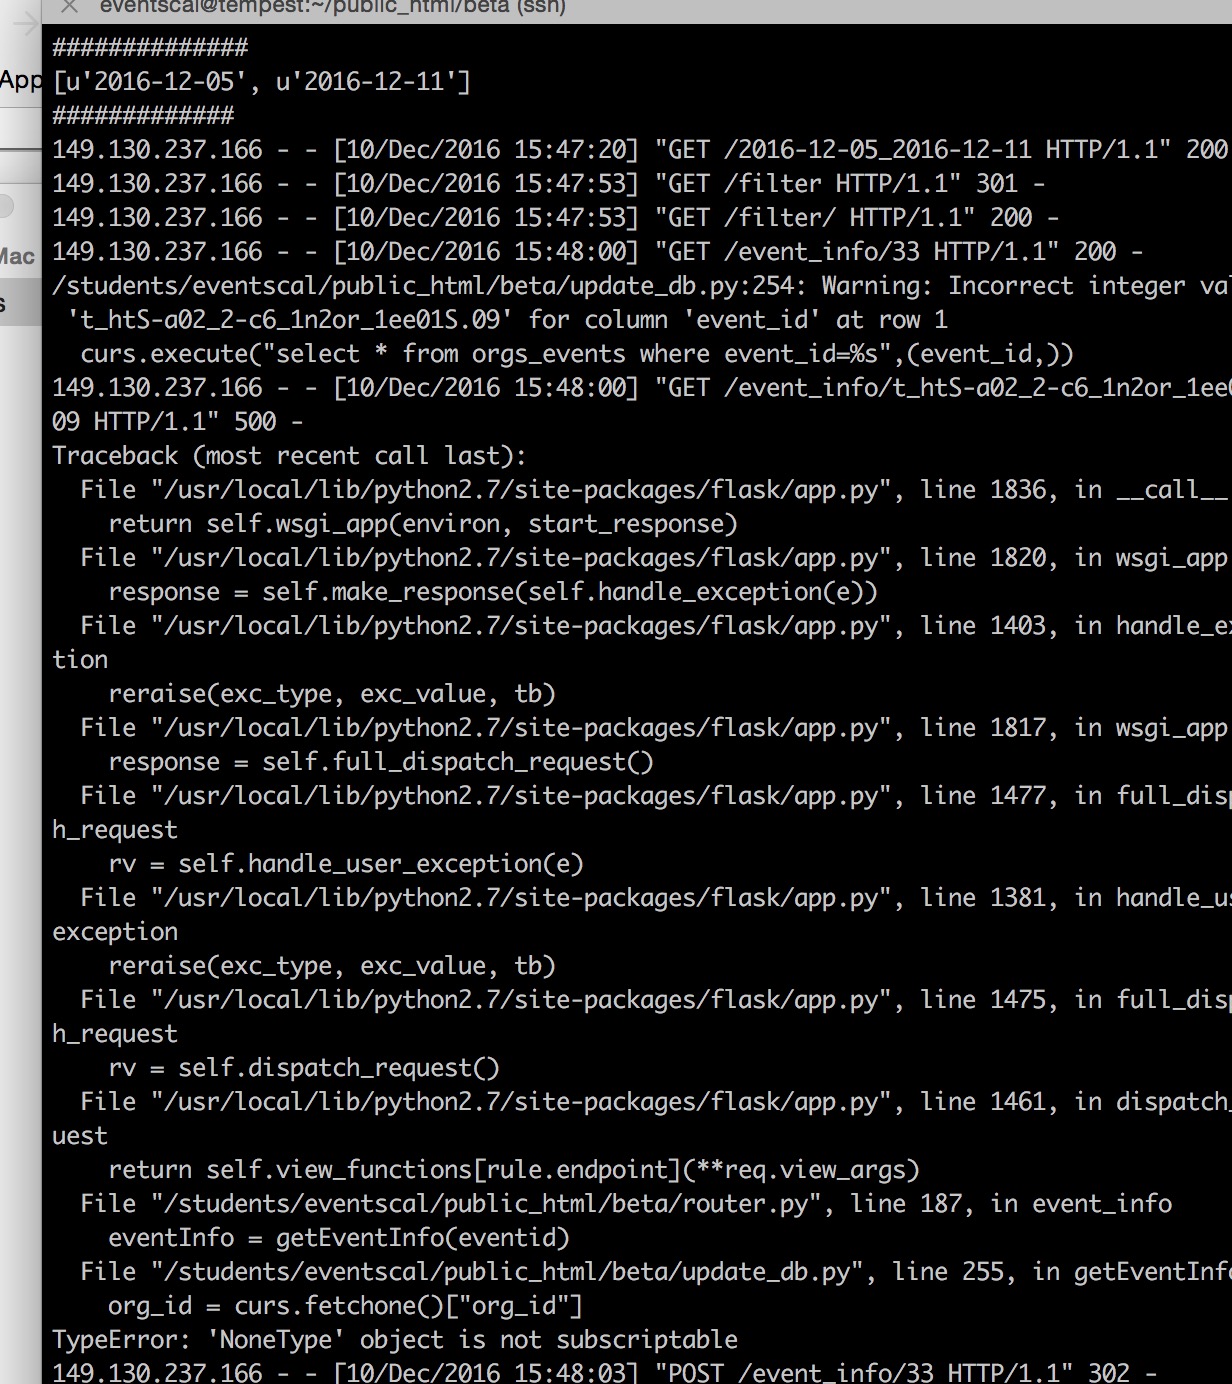 eventscal@tempest:~/public_html/beta (ssh)
##############
App
[u'2016-12-05', u'2016-12-11']
#############
149.130.237.166 - - [10/Dec/2016 15:47:20] "GET /2016-12-05_2016-12-11 HTTP/1.1" 200
149.130.237.166 - - [10/Dec/2016 15:47:53] "GET /filter HTTP/1.1" 301 -
149.130.237.166 - - [10/Dec/2016 15:47:53] "GET /filter/ HTTP/1.1" 200 -
149.130.237.166 - - [10/Dec/2016 15:48:00] "GET /event_info/33 HTTP/1.1" 200 -
Mac
/students/eventscal/public_html/beta/update_db.py:254: Warning: Incorrect integer val
s
't_htS-a02_2-c6_1n2or_1ee01S.09' for column 'event_id' at row 1
curs.execute("select * from orgs_events where event_id=%s",(event_id,))
149.130.237.166 - - [10/Dec/2016 15:48:00] "GET /event_info/t_htS-a02_2-c6_1n2or_1ee0
09 HTTP/1.1" 500 -
Traceback (most recent call last):
File "/usr/local/lib/python2.7/site-packages/flask/app.py", line 1836, in __call__
return self.wsgi_app(environ, start_response)
File "/usr/local/lib/python2.7/site-packages/flask/app.py", line 1820, in wsgi_app
response = self.make_response(self.handle_exception(e))
File "/usr/local/lib/python2.7/site-packages/flask/app.py", line 1403, in handle_ex
tion
reraise(exc_type, exc_value, tb)
File "/usr/local/lib/python2.7/site-packages/flask/app.py", line 1817, in wsgi_app
response = self.full_dispatch_request()
File "/usr/local/lib/python2.7/site-packages/flask/app.py", line 1477, in full_disp
h_request
rv = self.handle_user_exception(e)
File "/usr/local/lib/python2.7/site-packages/flask/app.py", line 1381, in handle_us
exception
reraise(exc_type, exc_value, tb)
File "/usr/local/lib/python2.7/site-packages/flask/app.py", line 1475, in full_disp
h_request
rv = self.dispatch_request()
File "/usr/local/lib/python2.7/site-packages/flask/app.py", line 1461, in dispatch_
uest
return self.view_functions[rule.endpoint](**req.view_args)
File "/students/eventscal/public_html/beta/router.py", line 187, in event_info
eventInfo = getEventInfo(eventid)
File "/students/eventscal/public_html/beta/update_db.py", line 255, in getEventInfo
org_id = curs.fetchone()["org_id"]
TypeError: 'NoneType' object is not subscriptable
149.130.237.166 - - [10/Dec/2016 15:48:03] "POST /event_info/33 HTTP/1.1" 302 -